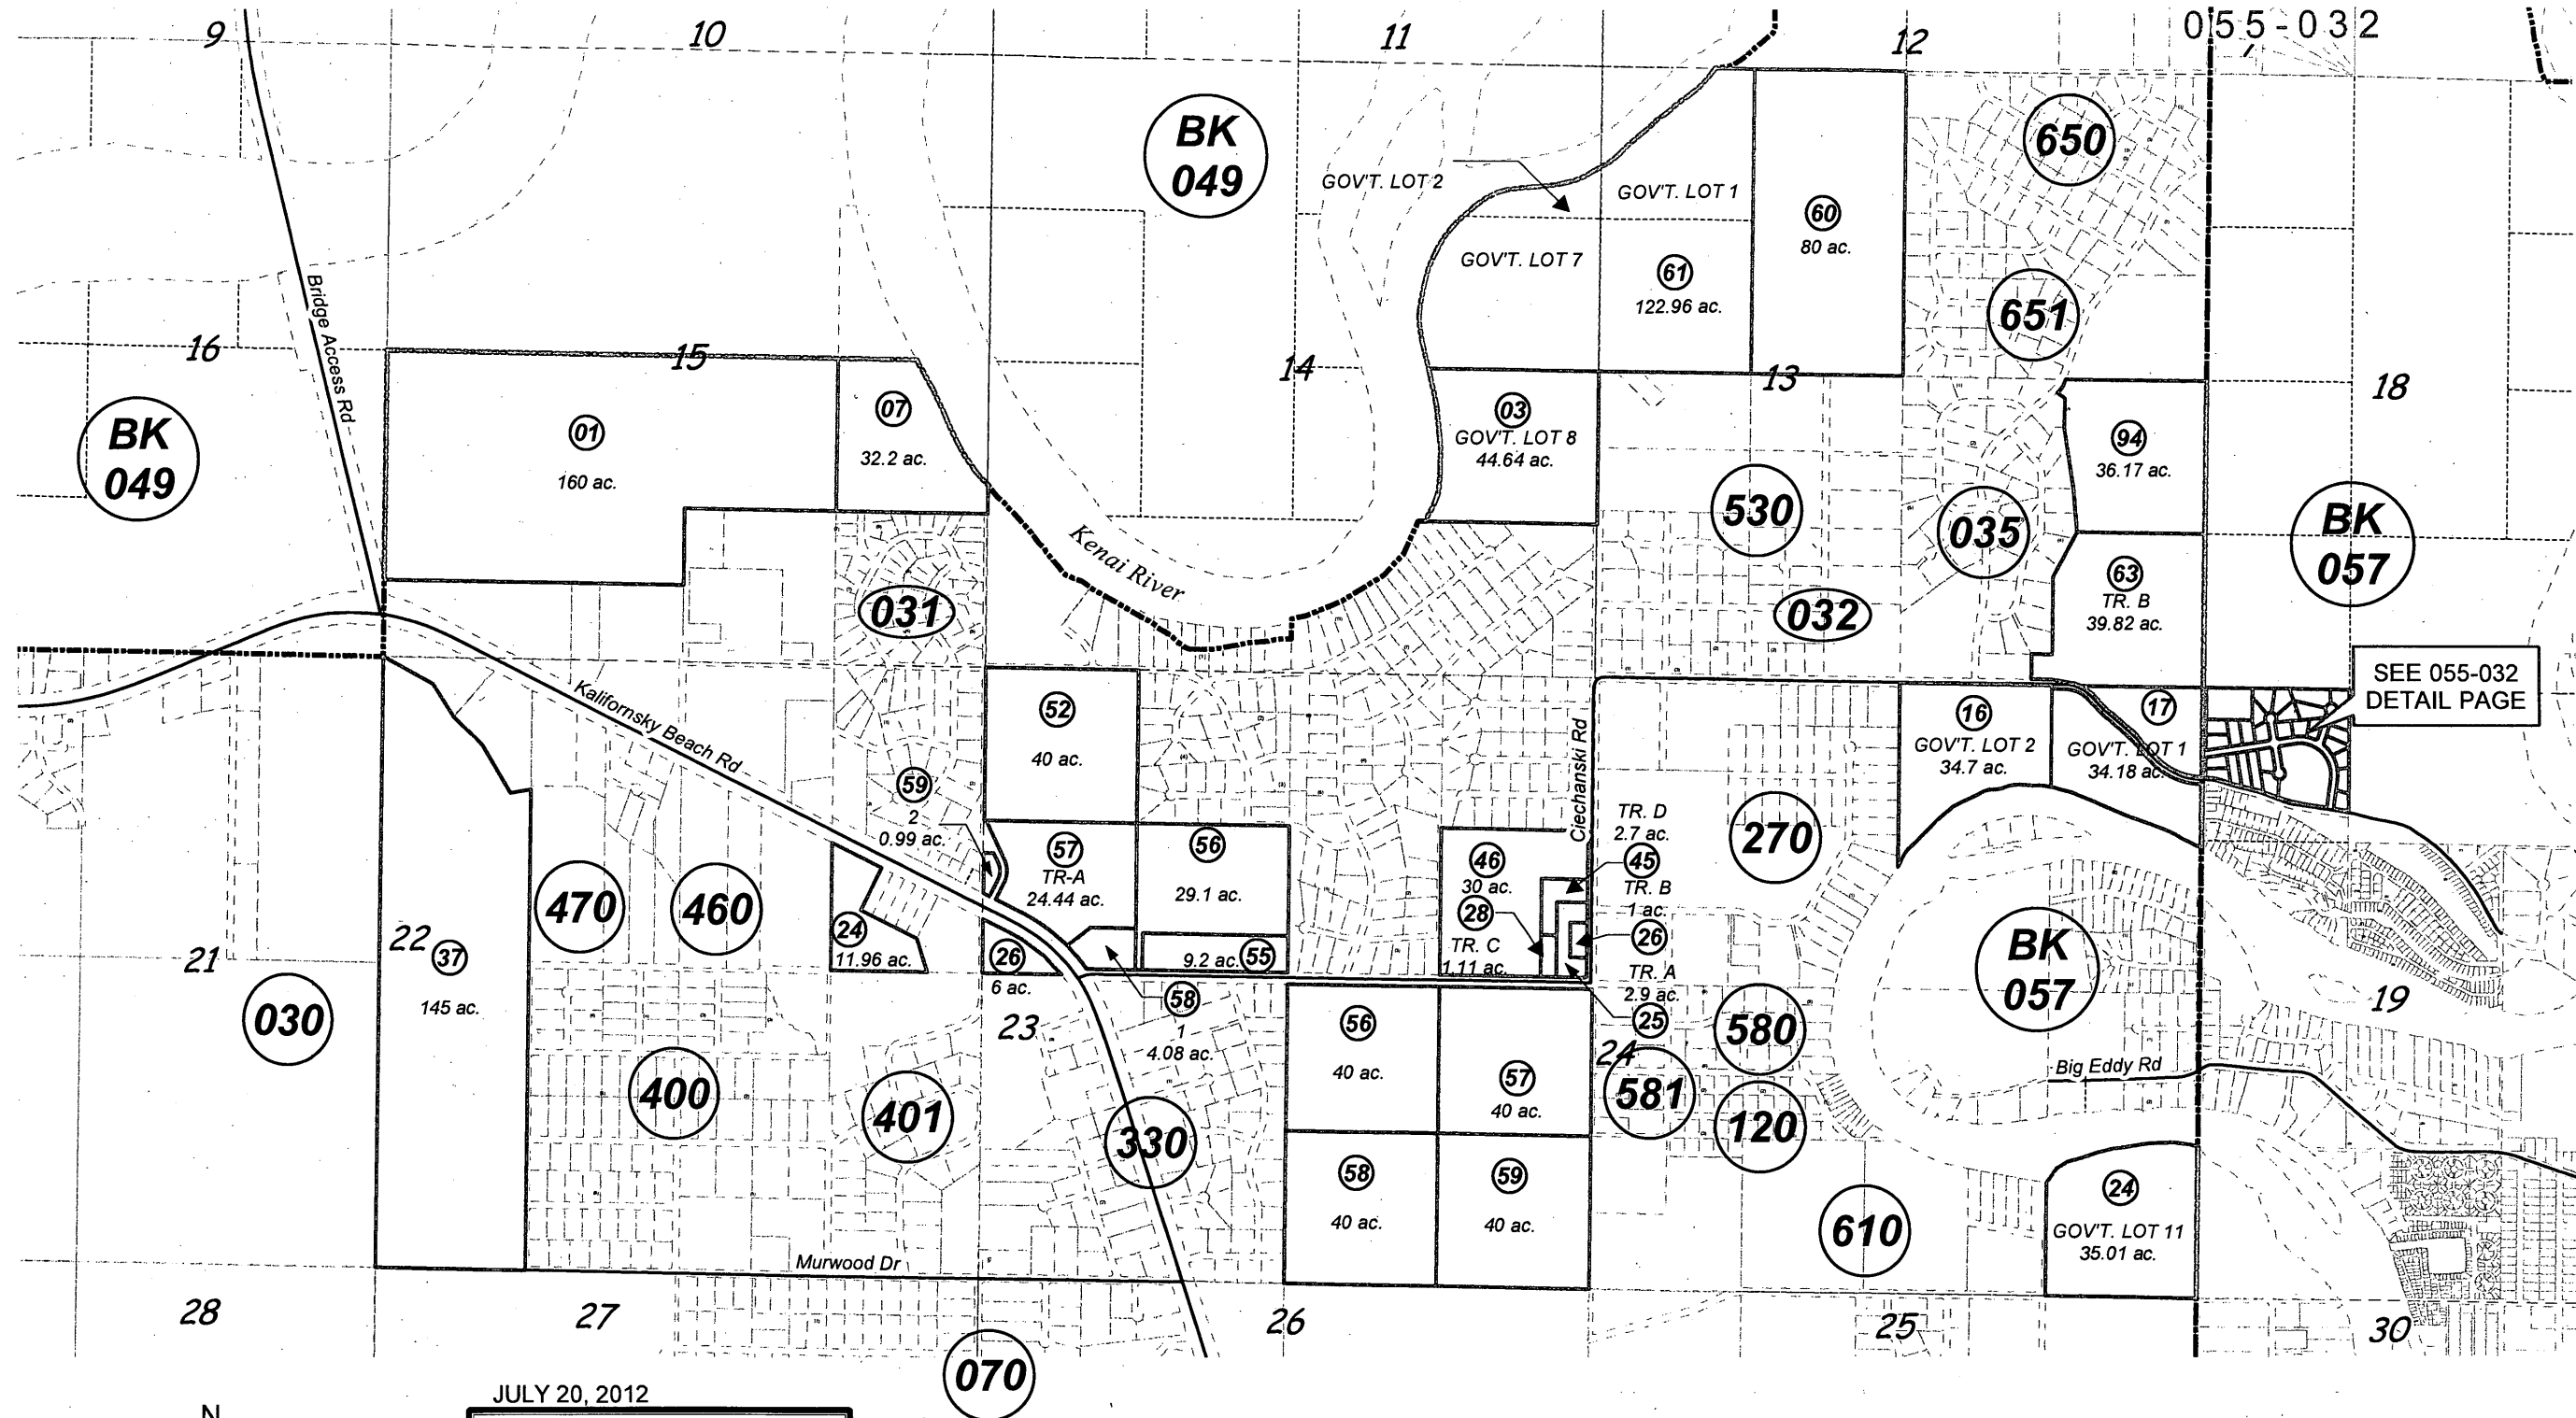 055-032
9
10
11
12
BK
049
650
GOV'T. LOT 2
GOV'T. LOT 1
60
80 ac.
GOV'T. LOT 7
61
122.96 ac.
651
Bridge Access Rd
16
15
14
13
18
BK
049
01
160 ac.
07
32.2 ac.
03
GOV'T. LOT 8
44.64 ac.
94
36.17 ac.
530
035
BK
057
Kenai River
031
032
63
TR. B
39.82 ac.
SEE 055-032
DETAIL PAGE
Kalifornsky Beach Rd
52
40 ac.
Ciechanski Rd
16
GOV'T. LOT 2
34.7 ac.
17
GOV'T. LOT 1
34.18 ac.
59
2
0.99 ac.
57
TR-A
24.44 ac.
56
29.1 ac.
46
30 ac.
28
TR. C
1.11 ac.
TR. D
2.7 ac.
45
TR. B
1 ac.
26
TR. A
2.9 ac.
25
270
470
460
24
11.96 ac.
26
6 ac.
9.2 ac.
55
58
1
4.08 ac.
BK
057
21
22
37
145 ac.
23
24
19
030
400
401
330
56
40 ac.
57
40 ac.
58
40 ac.
59
40 ac.
580
581
120
Big Eddy Rd
610
24
GOV'T. LOT 11
35.01 ac.
Murwood Dr
28
27
26
25
30
070
JULY 20, 2012
N